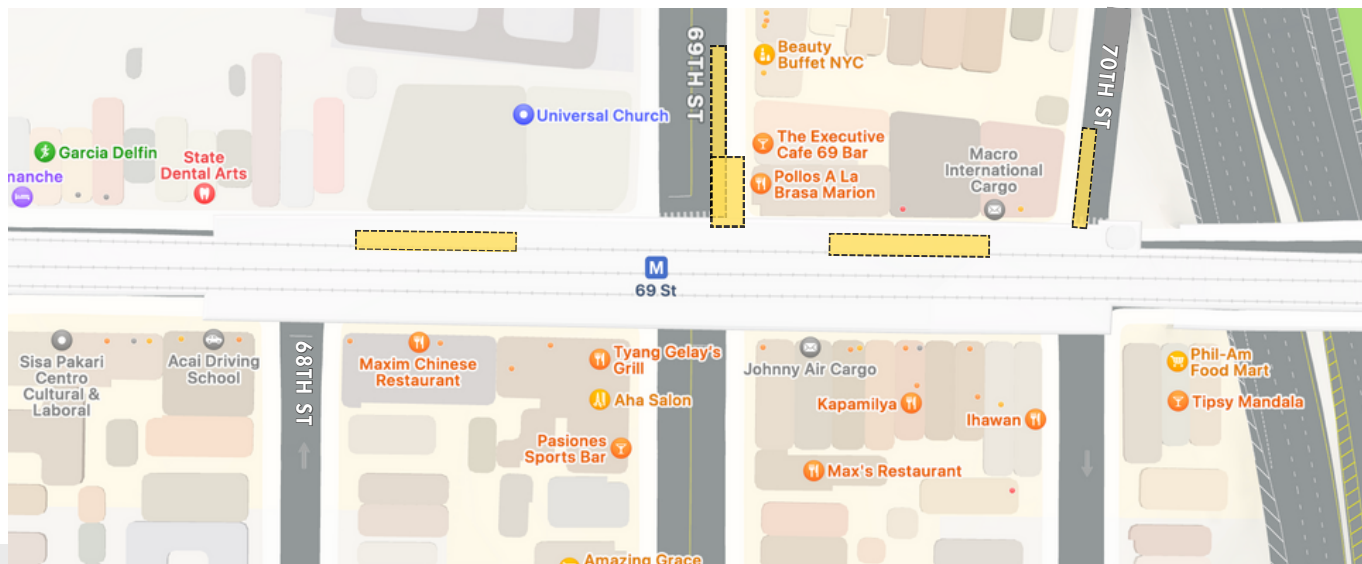 69TH ST
Beauty
Buffet NYC
70TH ST
Universal Church
The Executive
Cafe 69 Bar
Garcia Delfin
State
Dental Arts
Macro
International
Cargo
manche
Pollos A La
Brasa Marion
M
69 St
Sisa Pakari
Centro
Cultural &
Laboral
Acai Driving
School
68TH ST
Maxim Chinese
Restaurant
Tyang Gelay's
Grill
Johnny Air Cargo
Phil-Am
Food Mart
Aha Salon
Kapamilya
Ihawan
Tipsy Mandala
Pasiones
Sports Bar
Max's Restaurant
Amazing Grace